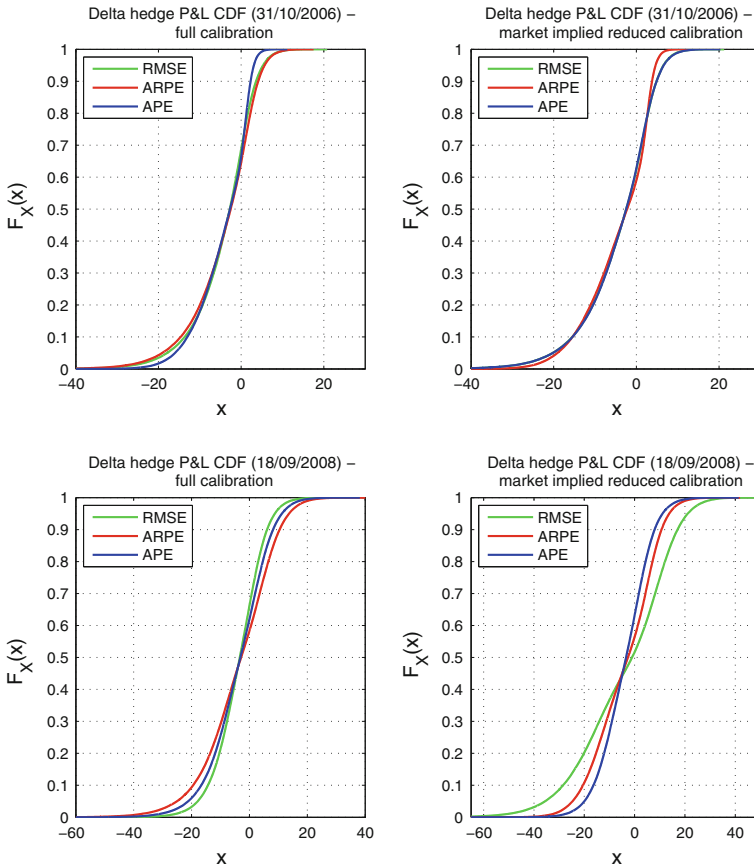 Delta hedge P&L CDF (31/10/2006) –
full calibration
1
0.9
0.8
0.7
0.6
0.5
0.4
0.3
0.2
0.1
0
F_X(x)
RMSE
ARPE
APE
−40 −20 0 20
x
Delta hedge P&L CDF (31/10/2006) –
market implied reduced calibration
1
0.9
0.8
0.7
0.6
0.5
0.4
0.3
0.2
0.1
0
F_X(x)
RMSE
ARPE
APE
−40 −20 0 20
x
Delta hedge P&L CDF (18/09/2008) –
full calibration
1
0.9
0.8
0.7
0.6
0.5
0.4
0.3
0.2
0.1
0
F_X(x)
RMSE
ARPE
APE
−60 −40 −20 0 20 40
x
Delta hedge P&L CDF (18/09/2008) –
market implied reduced calibration
1
0.9
0.8
0.7
0.6
0.5
0.4
0.3
0.2
0.1
0
F_X(x)
RMSE
ARPE
APE
−60 −40 −20 0 20 40
x